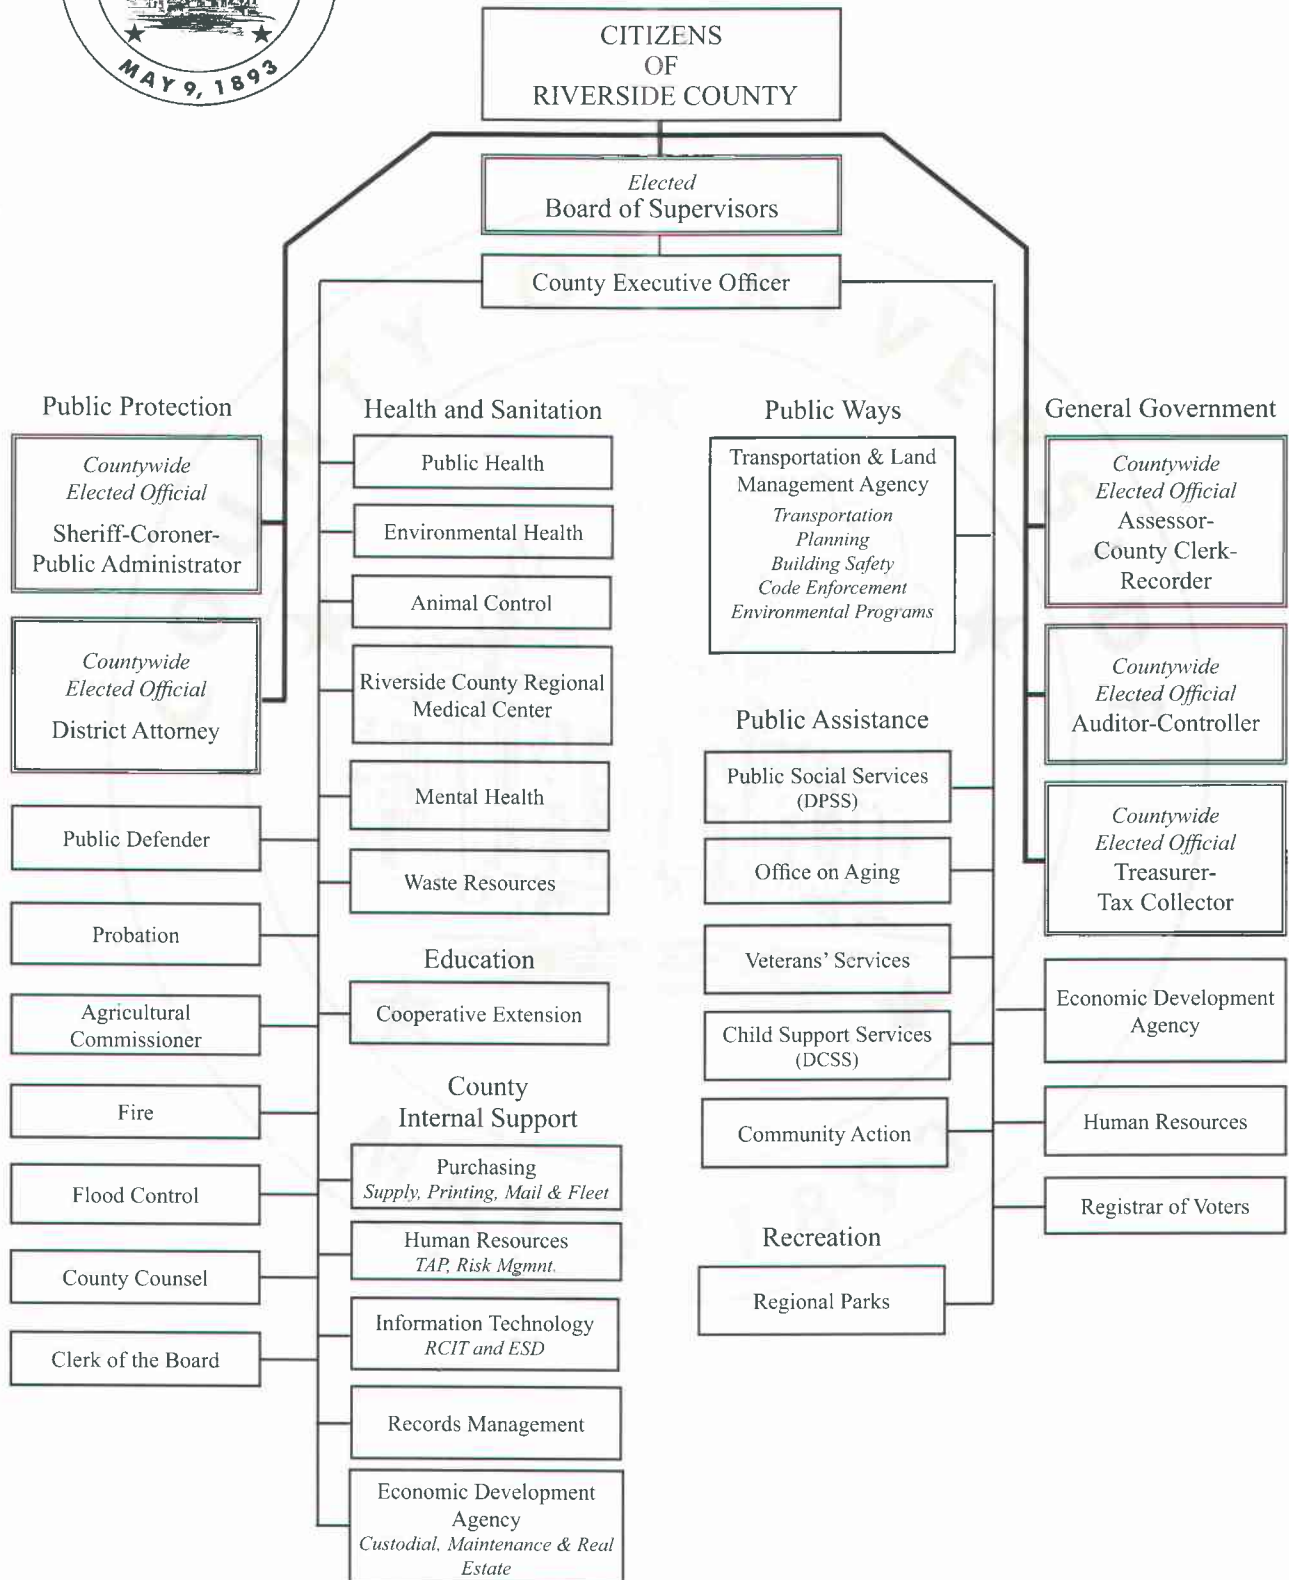 MAY 9, 1893
CITIZENS
OF
RIVERSIDE COUNTY
Elected
Board of Supervisors
County Executive Officer
Public Protection
Countywide
Elected Official
Sheriff-Coroner-
Public Administrator
Countywide
Elected Official
District Attorney
Public Defender
Probation
Agricultural
Commissioner
Fire
Flood Control
County Counsel
Clerk of the Board
Health and Sanitation
Public Health
Environmental Health
Animal Control
Riverside County Regional
Medical Center
Mental Health
Waste Resources
Education
Cooperative Extension
County
Internal Support
Purchasing
Supply, Printing, Mail & Fleet
Human Resources
TAP, Risk Mgmnt.
Information Technology
RCIT and ESD
Records Management
Economic Development
Agency
Custodial, Maintenance & Real
Estate
Public Ways
Transportation & Land
Management Agency
Transportation
Planning
Building Safety
Code Enforcement
Environmental Programs
Public Assistance
Public Social Services
(DPSS)
Office on Aging
Veterans' Services
Child Support Services
(DCSS)
Community Action
Recreation
Regional Parks
General Government
Countywide
Elected Official
Assessor-
County Clerk-
Recorder
Countywide
Elected Official
Auditor-Controller
Countywide
Elected Official
Treasurer-
Tax Collector
Economic Development
Agency
Human Resources
Registrar of Voters